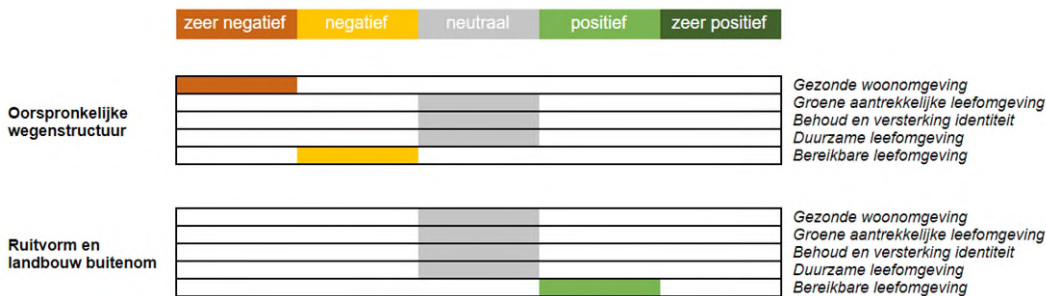 zeer negatief negatief neutraal positief zeer positief
Oorspronkelijke
wegenstructuur
Gezonde woonomgeving
Groene aantrekkelijke leefomgeving
Behoud en versterking identiteit
Duurzame leefomgeving
Bereikbare leefomgeving
Ruitvorm en
landbouw buitenom
Gezonde woonomgeving
Groene aantrekkelijke leefomgeving
Behoud en versterking identiteit
Duurzame leefomgeving
Bereikbare leefomgeving